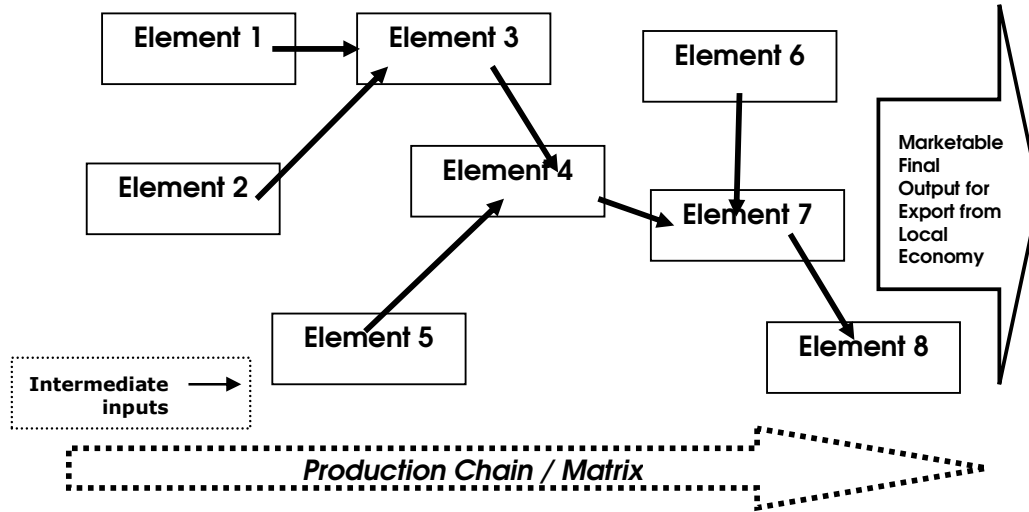 Element 1
Element 3
Element 6
Element 2
Element 4
Element 7
Element 5
Element 8
Marketable
Final
Output for
Export from
Local
Economy
Intermediate
inputs
Production Chain / Matrix